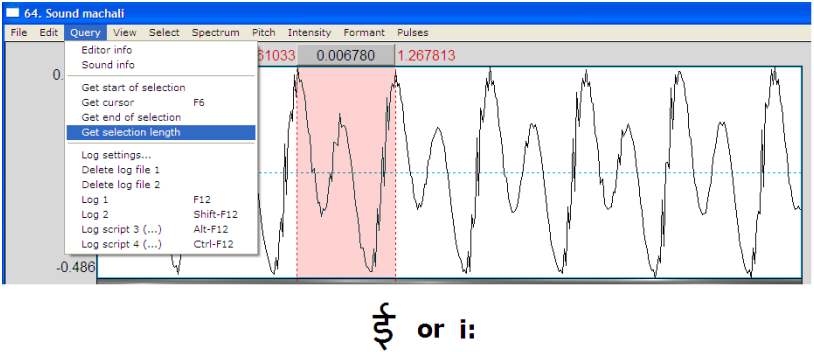 64. Sound machali
File Edit Query View Select Spectrum Pitch Intensity Formant Pulses
Editor info
Sound info
61033 0.006780 1.267813
0.
Get start of selection
Get cursor F6
Get end of selection
Get selection length
Log settings...
Delete log file 1
Delete log file 2
Log 1 F12
Log 2 Shift-F12
Log script 3 (...) Alt-F12
Log script 4 (...) Ctrl-F12
-0.486
ई or i: